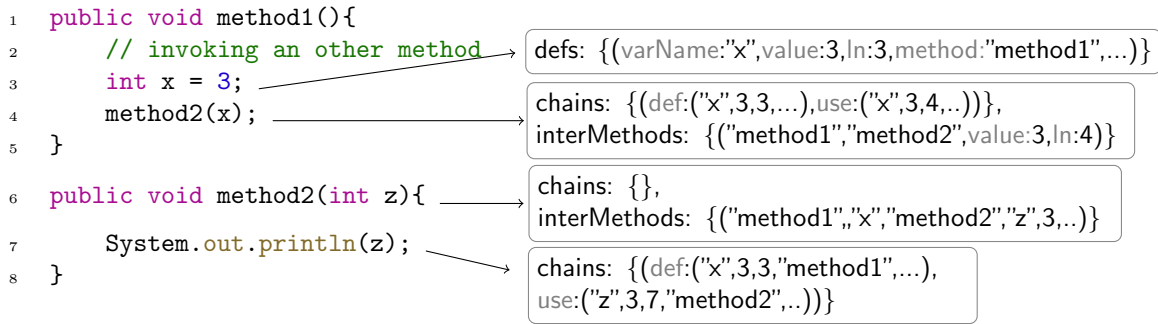 1 public void method1(){
2 // invoking an other method
defs: {(varName:"x",value:3,ln:3,method:"method1",...)}
3 int x = 3;
4 method2(x);
chains: {(def:("x",3,3,...),use:("x",3,4,..))},
interMethods: {("method1","method2",value:3,ln:4)}
5 }
6 public void method2(int z){
chains: {},
interMethods: {("method1",,"x","method2","z",3,..)}
7 System.out.println(z);
chains: {(def:("x",3,3,"method1",...),
use:("z",3,7,"method2",..))}
8 }